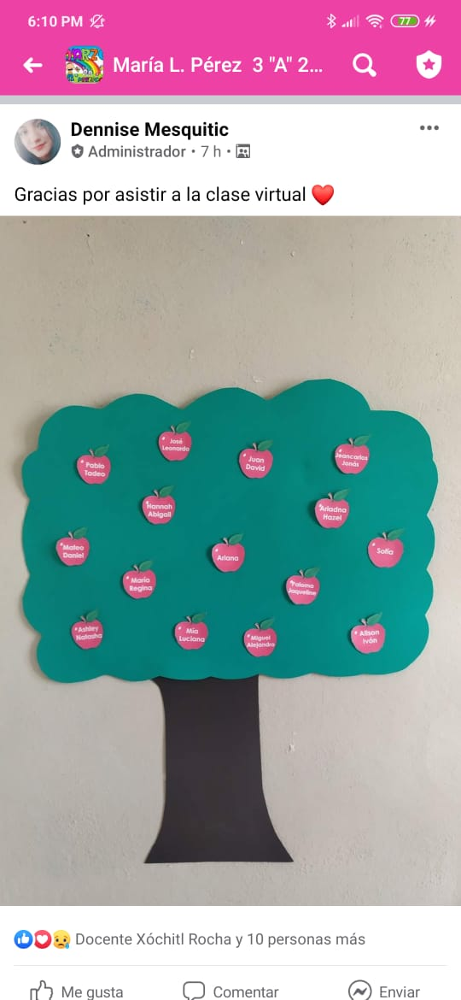 6:10 PM
77
María L. Pérez 3 "A" 2...
Dennise Mesquitic
Administrador • 7 h •
Gracias por asistir a la clase virtual
José
Leonardo
Pablo
Tadeo
Juan
David
Jeancarlos
Jonás
Hannah
Abigail
Ariadna
Hazel
Mateo
Daniel
Ariana
Sofía
María
Regina
Paloma
Jaqueline
Ashley
Natasha
Mía
Luciana
Miguel
Alejandro
Alison
Ivón
Docente Xóchitl Rocha y 10 personas más
Me gusta
Comentar
Enviar